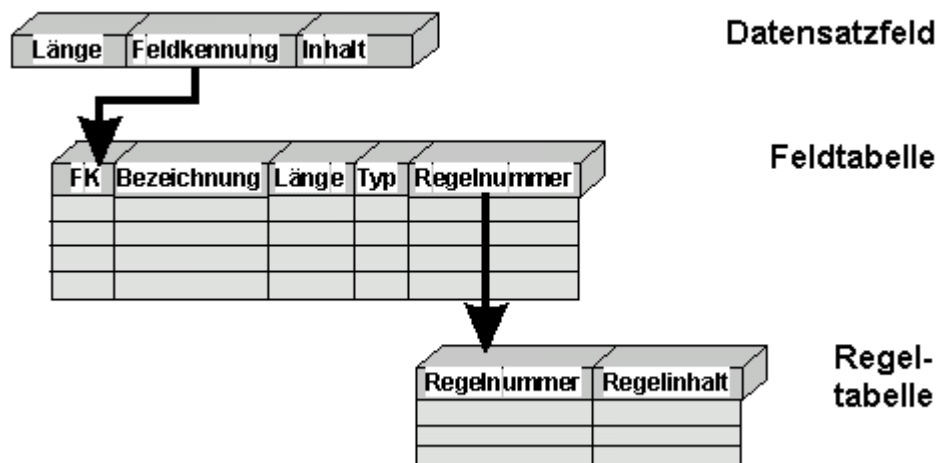 Länge Feldkennung Inhalt
Datensatzfeld
FK Bezeichnung Länge Typ Regelnummer
Feldtabelle
Regelnummer Regelinhalt
Regel-
tabelle